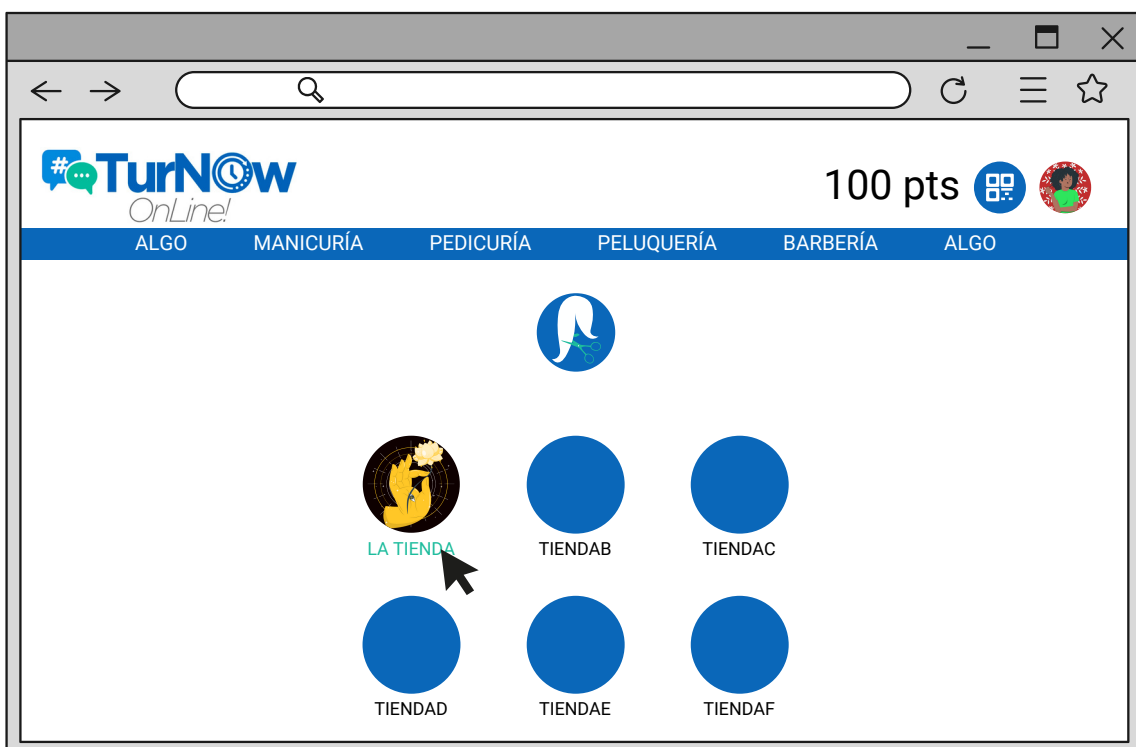 #
TurNOw
OnLine!
100 pts
ALGO MANICURÍA PEDICURÍA PELUQUERÍA BARBERÍA ALGO
LA TIENDA TIENDAB TIENDAC
TIENDAD TIENDAE TIENDAF